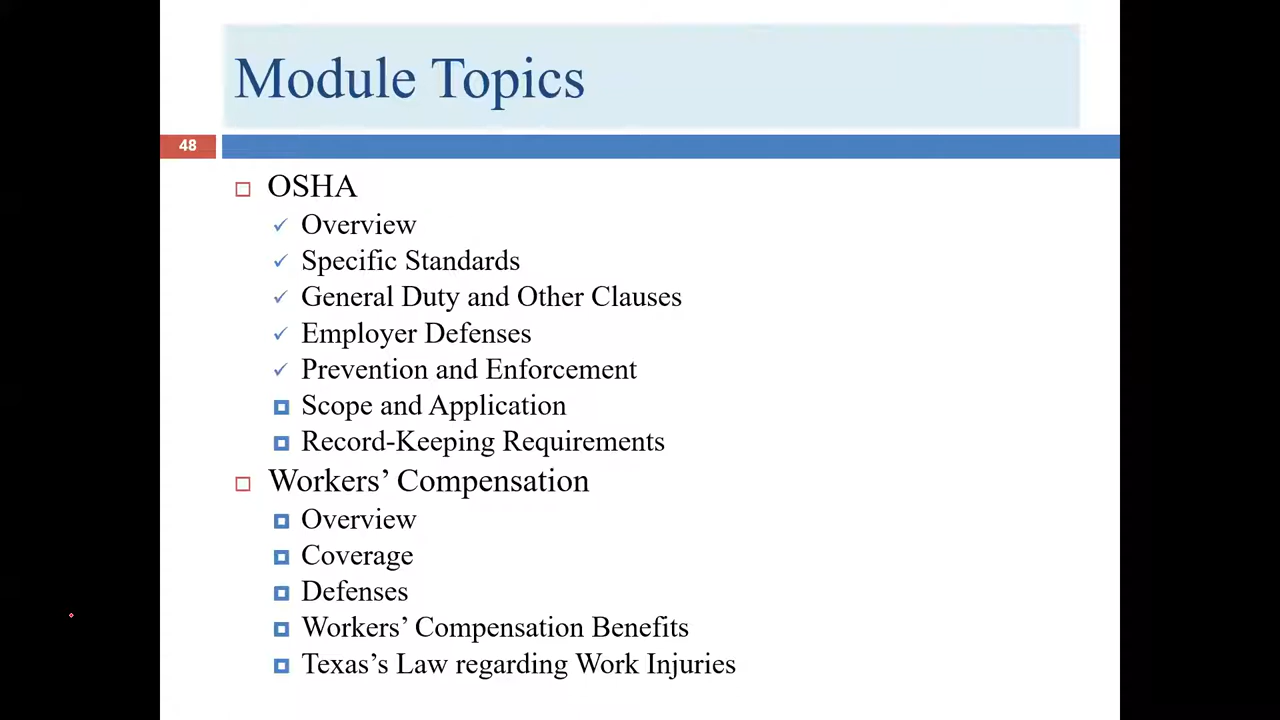 Module Topics
48
OSHA
Overview
Specific Standards
General Duty and Other Clauses
Employer Defenses
Prevention and Enforcement
Scope and Application
Record-Keeping Requirements
Workers’ Compensation
Overview
Coverage
Defenses
Workers’ Compensation Benefits
Texas’s Law regarding Work Injuries